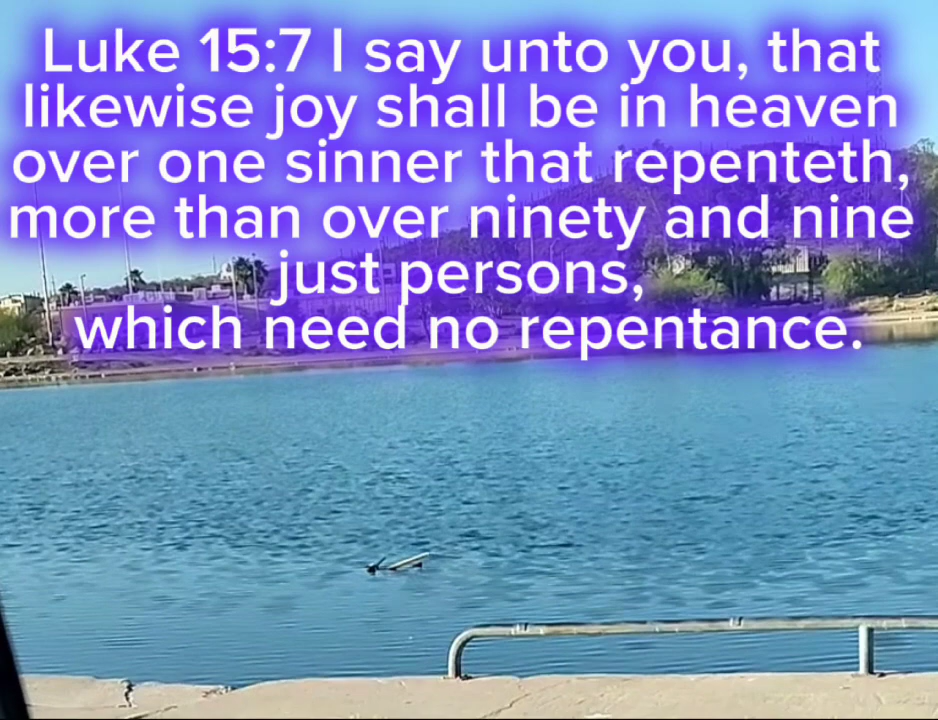 Luke 15:7 I say unto you, that
likewise joy shall be in heaven
over one sinner that repenteth,
more than over ninety and nine
just persons,
which need no repentance.